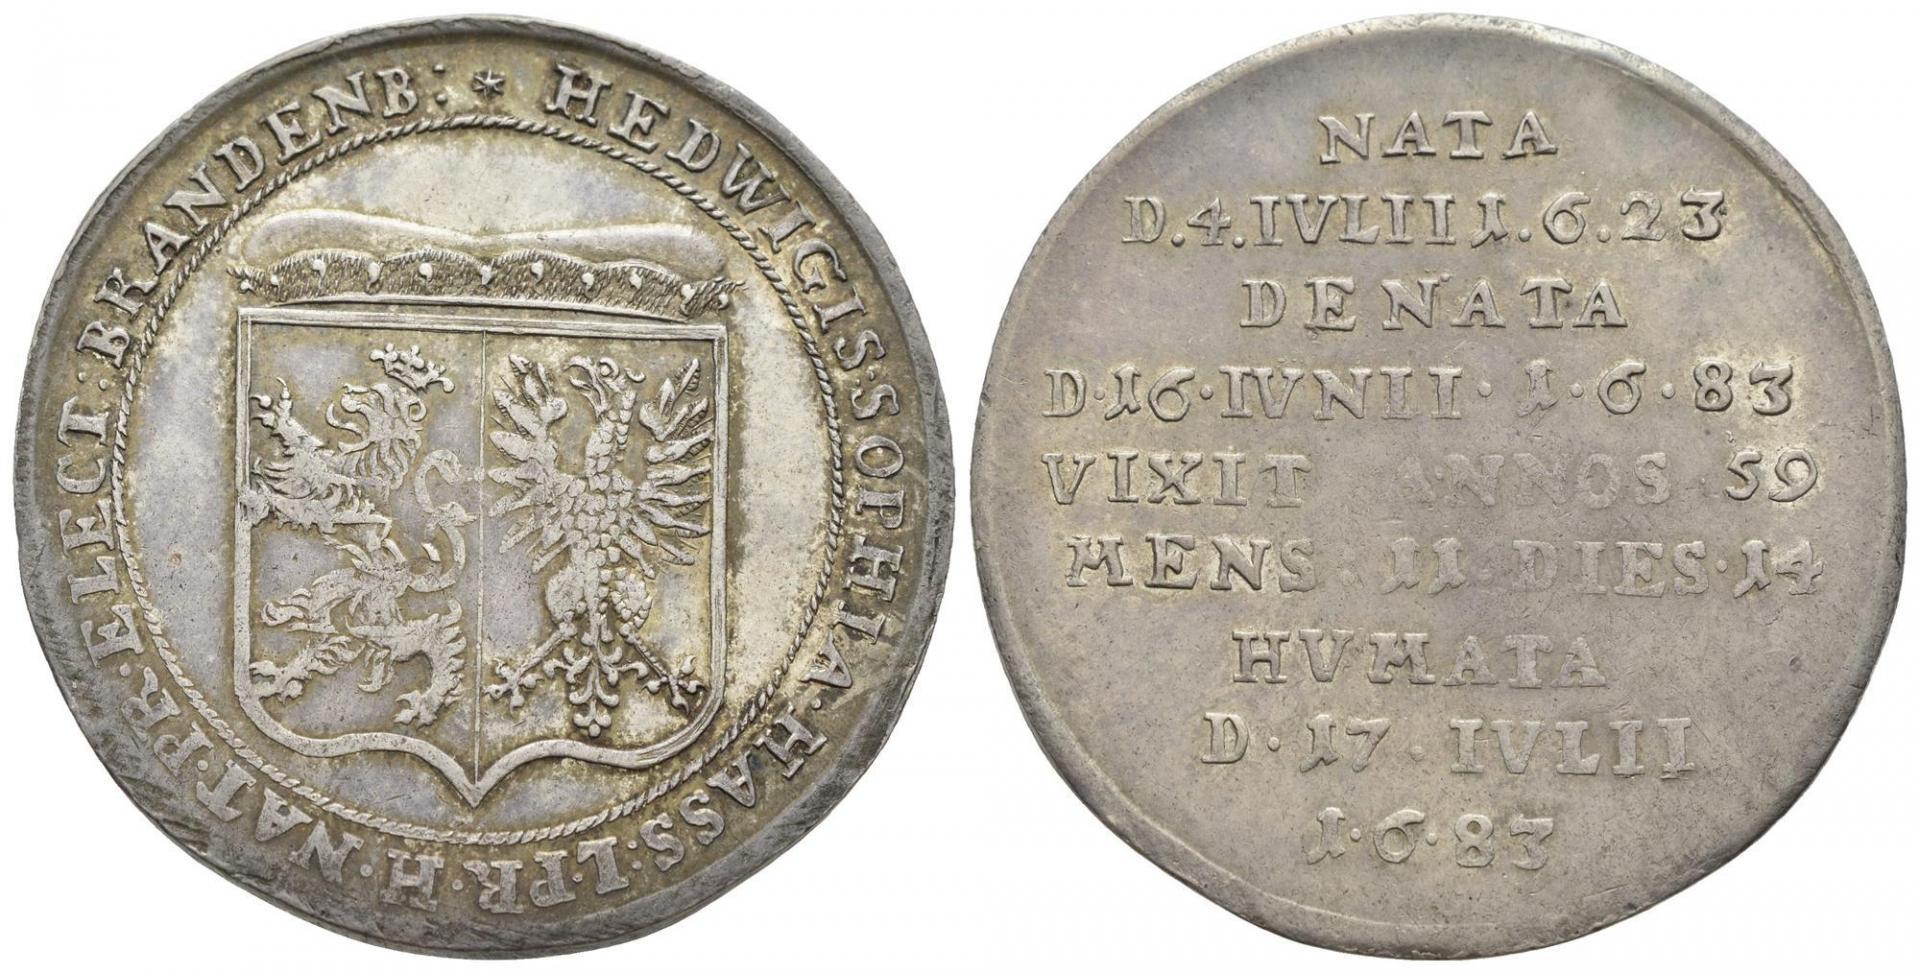 * HEDWIGIS: SOPHIA · HASS: L· PR · H · NAT · PR · ELECT: BRANDENB:
NATA
D.4.IVLII 1.6.23
DENATA
D·16·IVNII·1·6·83
VIXIT ANNOS 59
MENS 11 DIES·14
HVMATA
D·17·IVLII
1·6·83